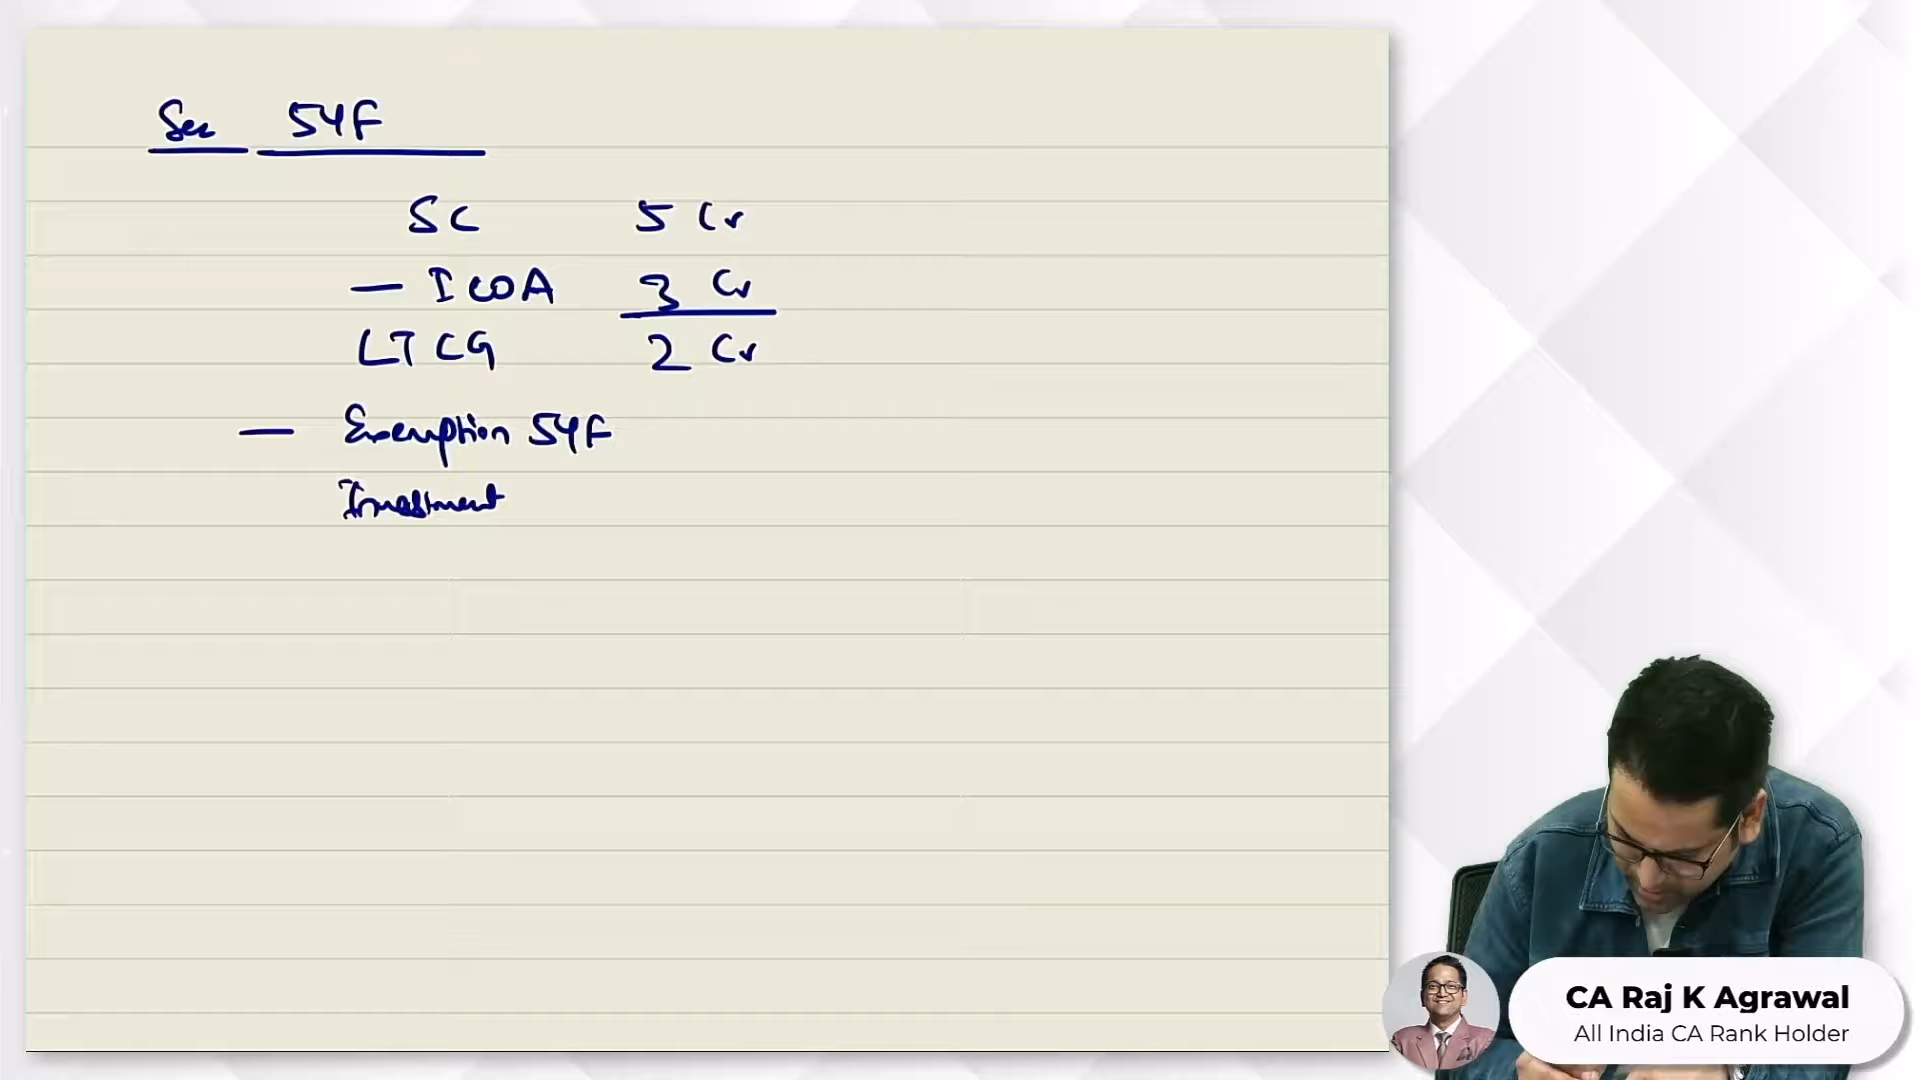 Sec 54F
SC 5 Cr
— ICOA 3 Cr
LTCG 2 Cr
— Exemption 54F
Investment
CA Raj K Agrawal
All India CA Rank Holder